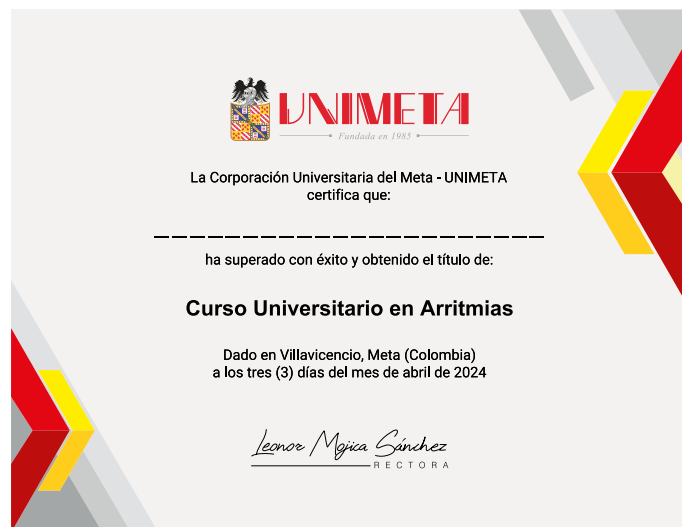 UNIMETA
Fundada en 1985
La Corporación Universitaria del Meta - UNIMETA
certifica que:
ha superado con éxito y obtenido el título de:
Curso Universitario en Arritmias
Dado en Villavicencio, Meta (Colombia)
a los tres (3) días del mes de abril de 2024
Leonor Mojica Sánchez
RECTORA